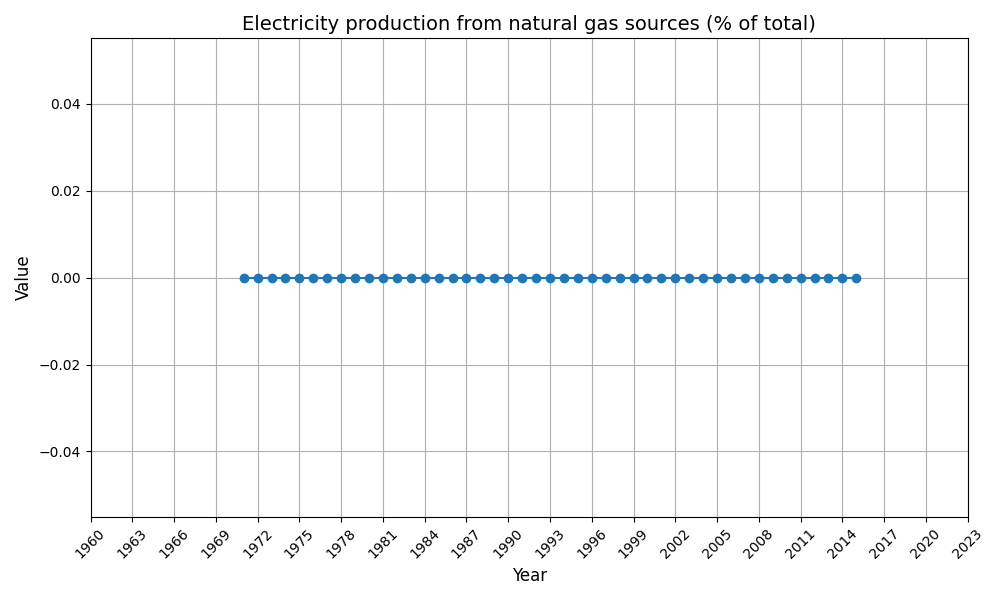 Electricity production from natural gas sources (% of total)
Value
0.04
0.02
0.00
−0.02
−0.04
1960 1963 1966 1969 1972 1975 1978 1981 1984 1987 1990 1993 1996 1999 2002 2005 2008 2011 2014 2017 2020 2023
Year